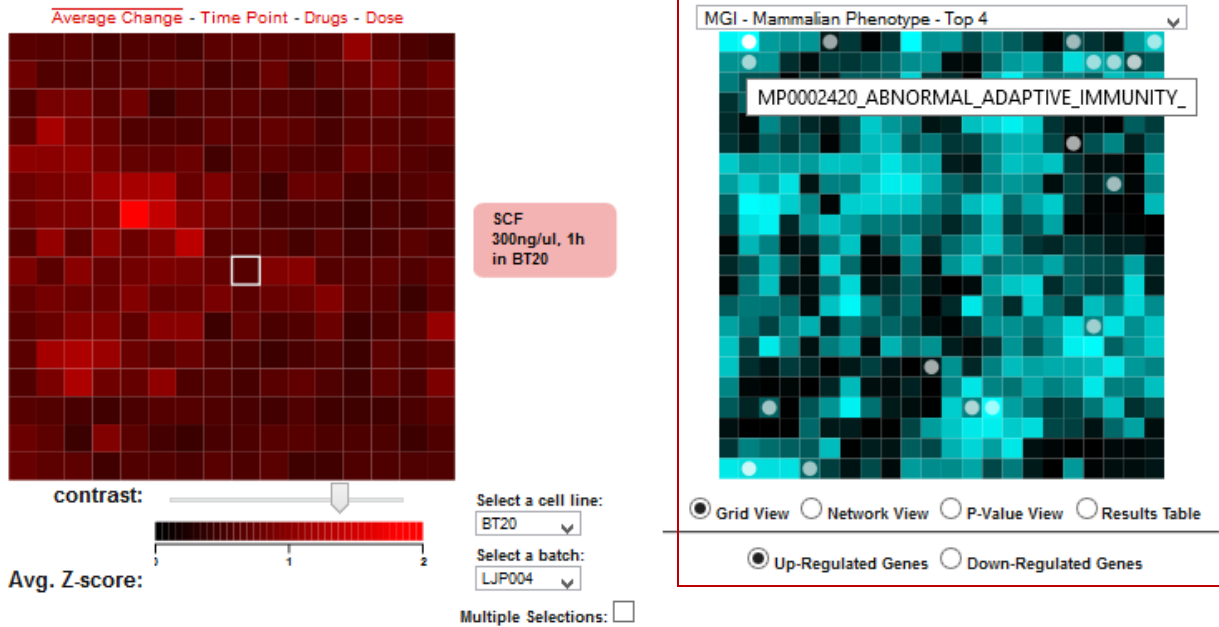 Average Change - Time Point - Drugs - Dose
SCF
300ng/ul, 1h
in BT20
contrast:
0 1 2
Avg. Z-score:
Select a cell line:
BT20
Select a batch:
LJP004
Multiple Selections:
MGI - Mammalian Phenotype - Top 4
MP0002420_ABNORMAL_ADAPTIVE_IMMUNITY_
Grid View Network View P-Value View Results Table
Up-Regulated Genes Down-Regulated Genes